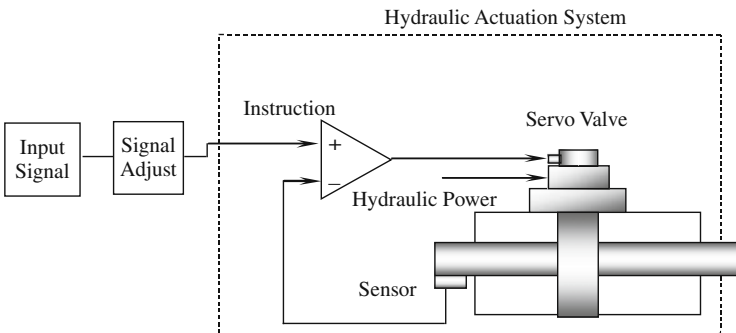 Hydraulic Actuation System
Instruction
Servo Valve
Input
Signal
Signal
Adjust
+
−
Hydraulic Power
Sensor